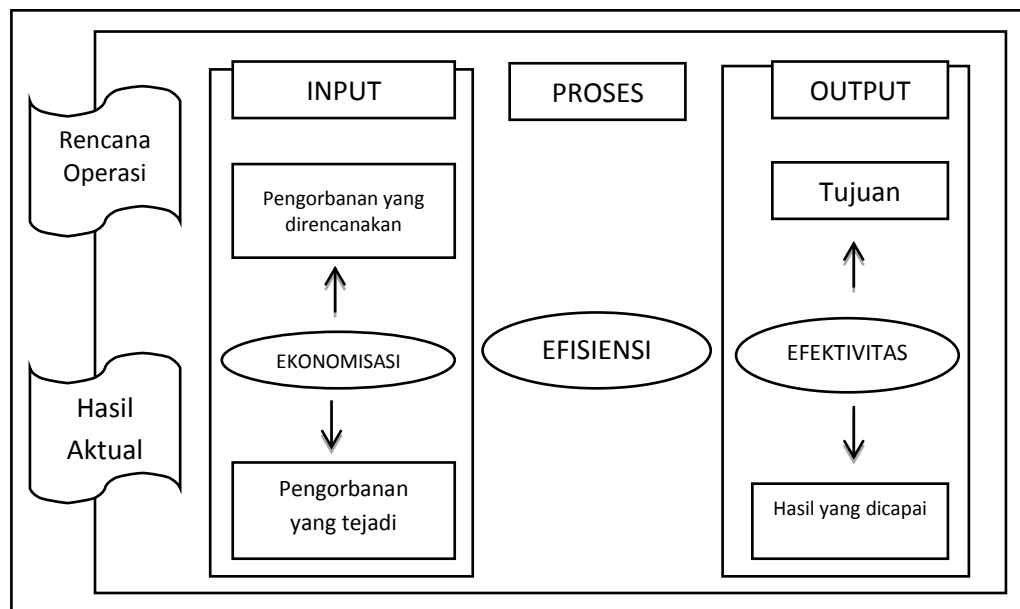 INPUT
PROSES
OUTPUT
Rencana
Operasi
Pengorbanan yang
direncanakan
Tujuan
EKONOMISASI
EFISIENSI
EFEKTIVITAS
Hasil
Aktual
Pengorbanan
yang tejadi
Hasil yang dicapai